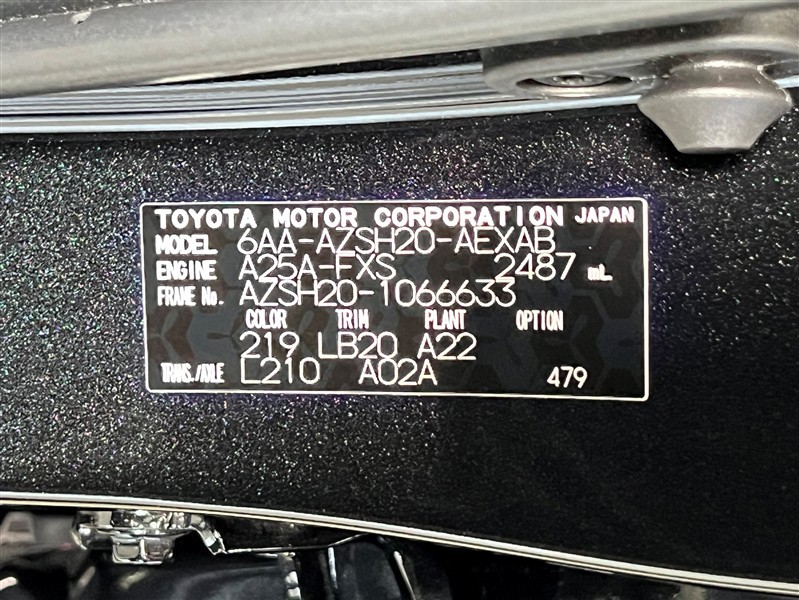 TOYOTA MOTOR CORPORATION JAPAN
MODEL 6AA-AZSH20-AEXAB
ENGINE A25A-FXS 2487 mL
FRAME No. AZSH20-1066633
COLOR TRIM PLANT OPTION
219 LB20 A22
TRANS./AXLE L210 A02A 479